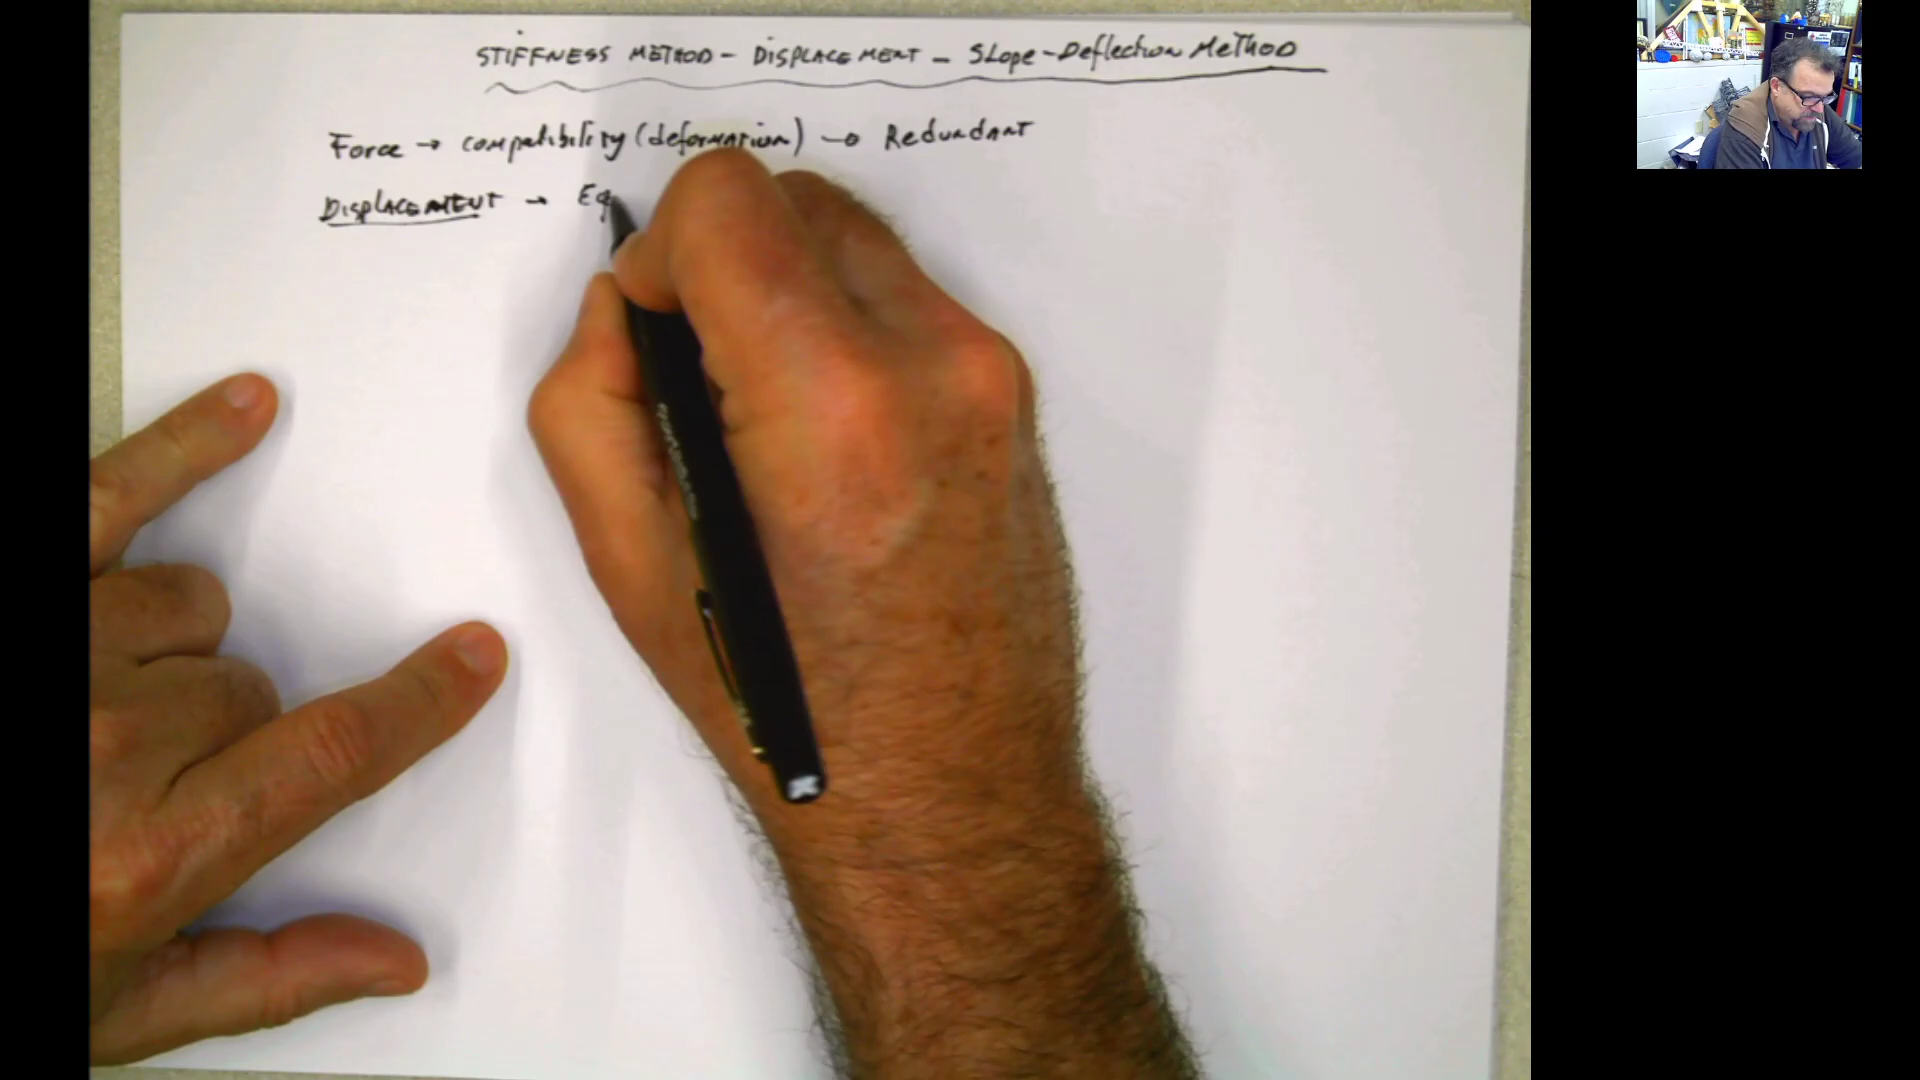 STIFFNESS METHOD - DISPLACEMENT - SLope-Deflection MeTHOD
Force → compatibility (deformation) → Redundant
DISPLACEMENT → Eq